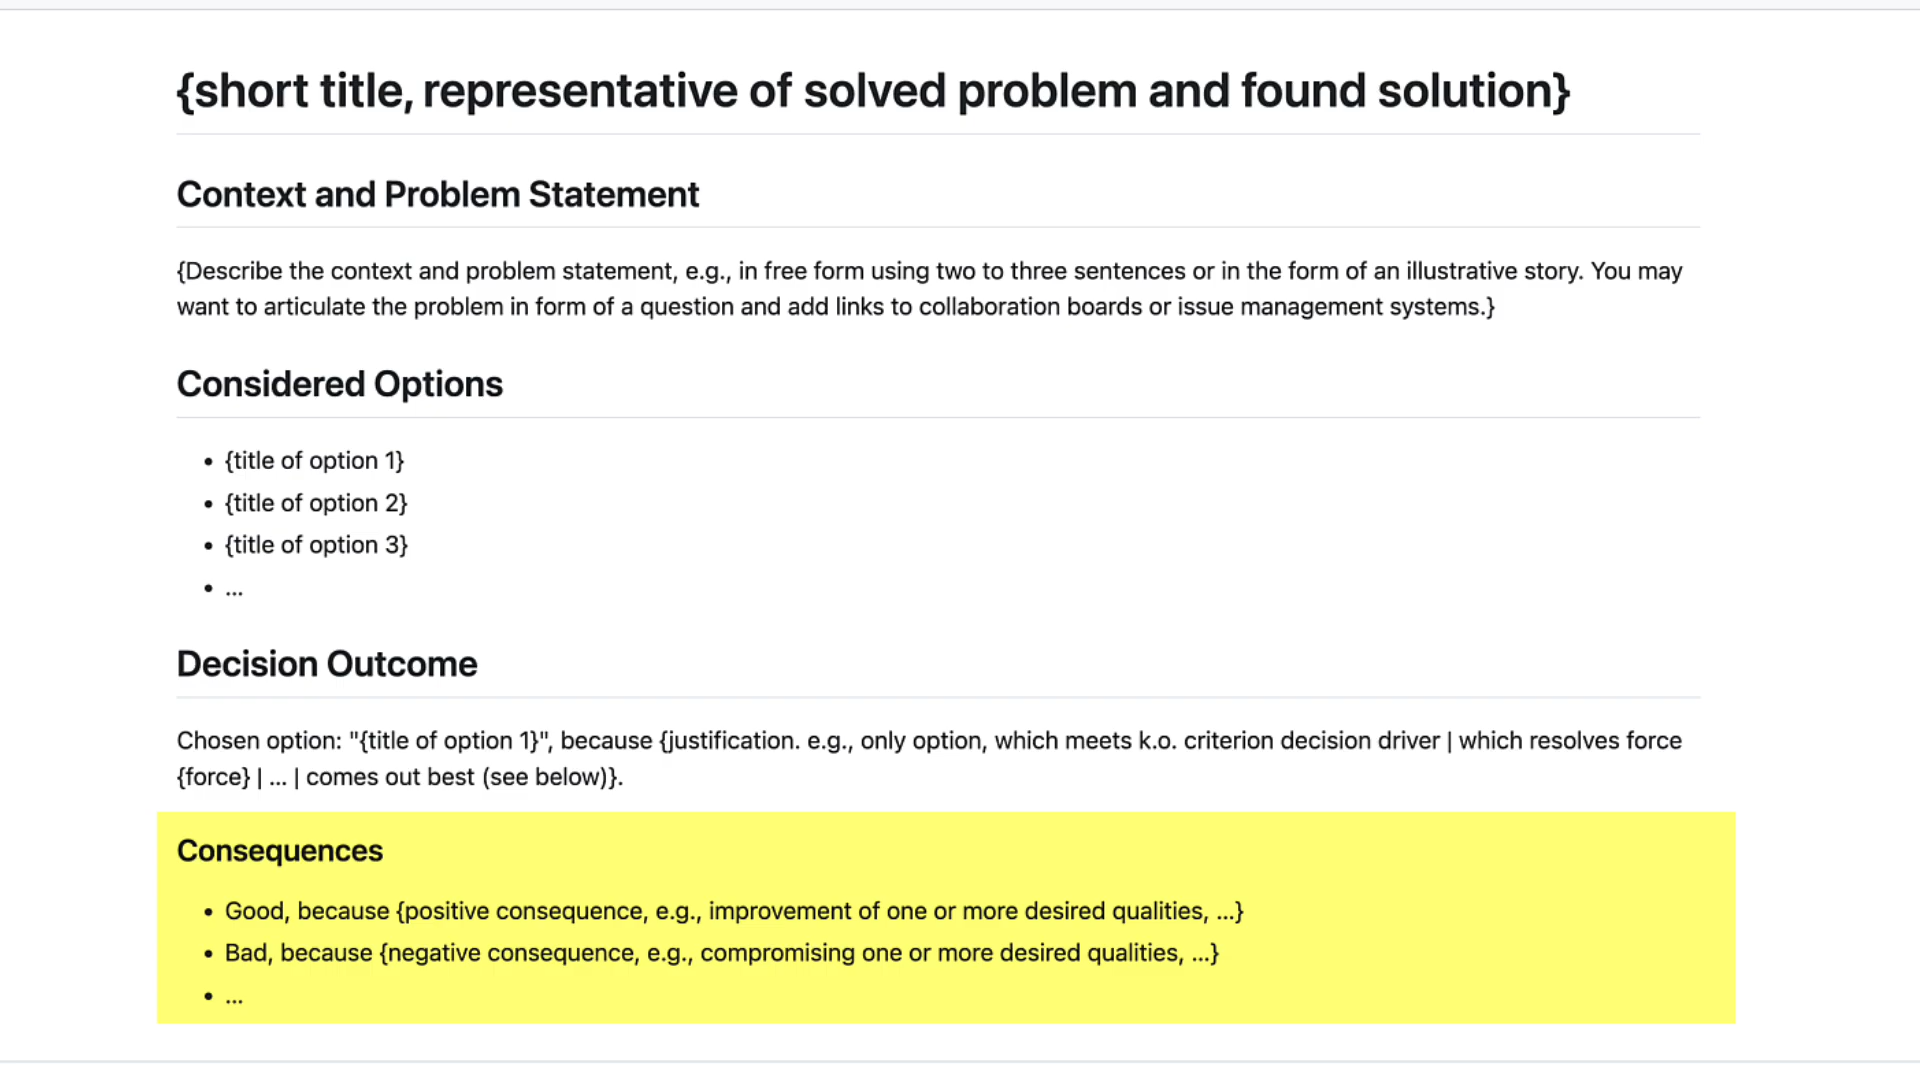 {short title, representative of solved problem and found solution}
Context and Problem Statement
{Describe the context and problem statement, e.g., in free form using two to three sentences or in the form of an illustrative story. You may
want to articulate the problem in form of a question and add links to collaboration boards or issue management systems.}
Considered Options
• {title of option 1}
• {title of option 2}
• {title of option 3}
• ...
Decision Outcome
Chosen option: "{title of option 1}", because {justification. e.g., only option, which meets k.o. criterion decision driver | which resolves force
{force} | ... | comes out best (see below)}.
Consequences
• Good, because {positive consequence, e.g., improvement of one or more desired qualities, ...}
• Bad, because {negative consequence, e.g., compromising one or more desired qualities, ...}
• ...